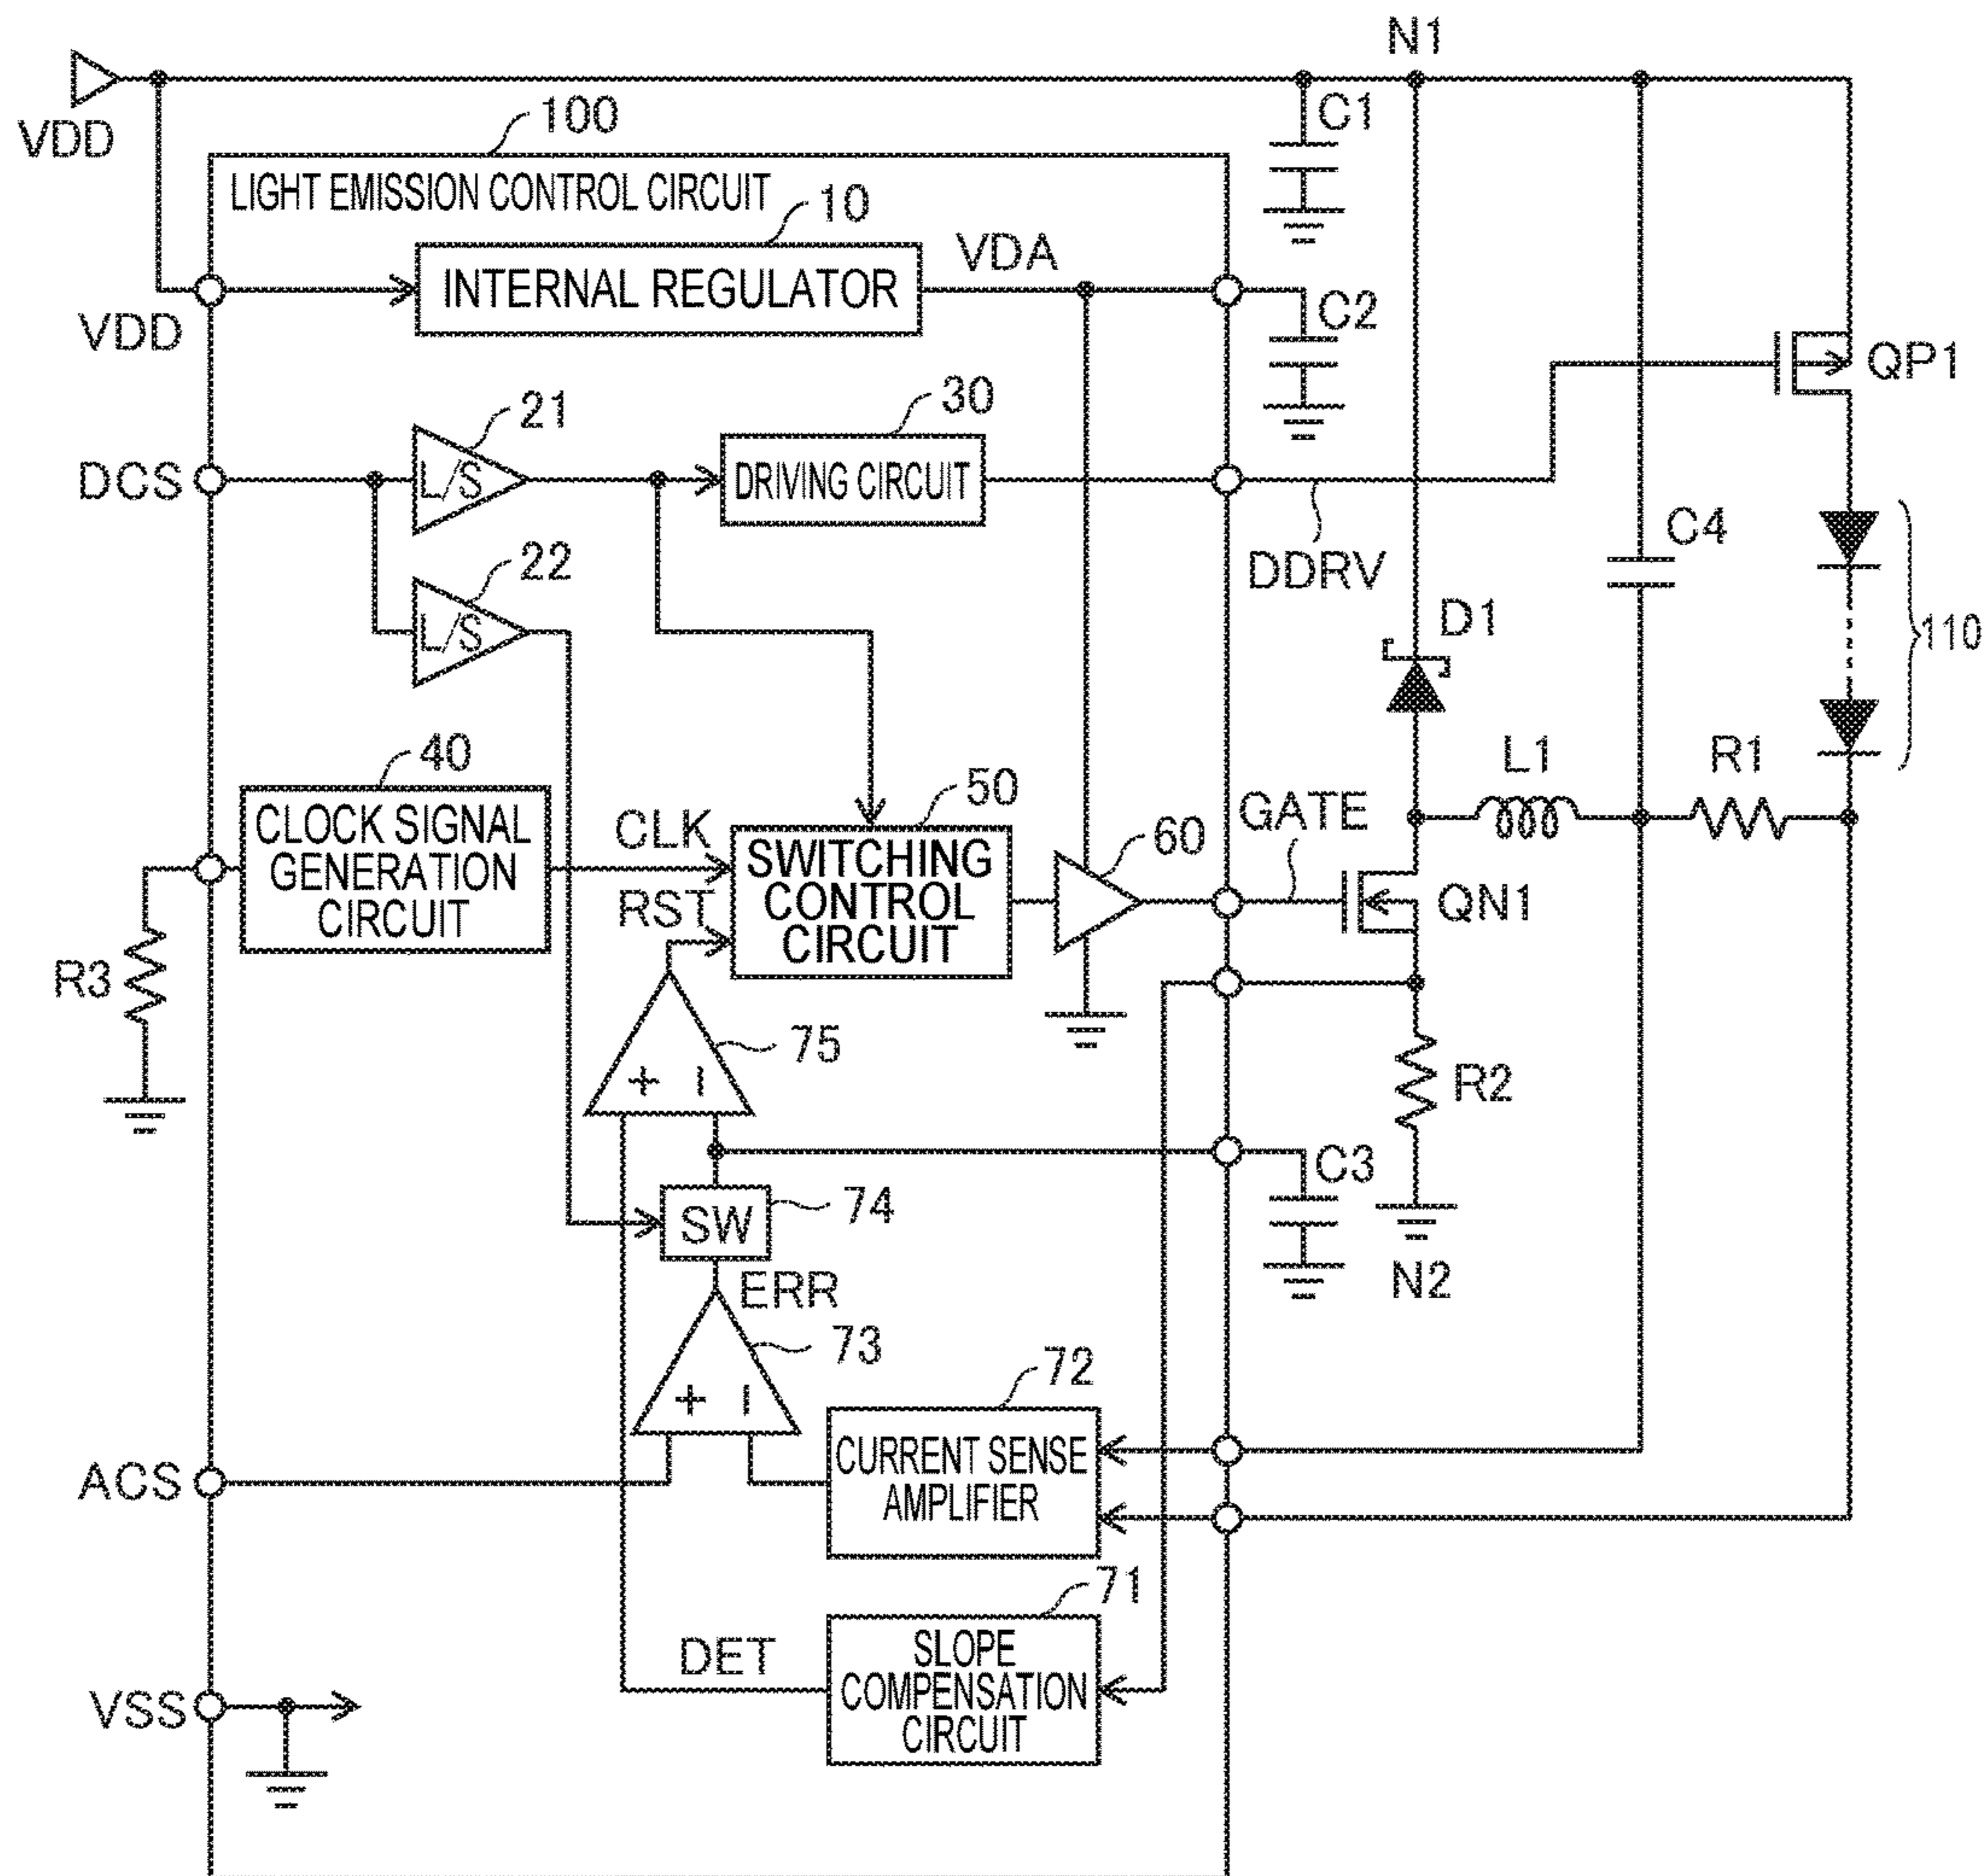 N1
VDD
100
C1
LIGHT EMISSION CONTROL CIRCUIT
10
VDA
INTERNAL REGULATOR
C2
VDD
QP1
21
30
DCS
L/S
DRIVING CIRCUIT
C4
22
DDRV
L/S
D1
110
40
50
L1
R1
CLOCK SIGNAL
GENERATION
CIRCUIT
CLK
GATE
60
SWITCHING
CONTROL
CIRCUIT
RST
QN1
R3
75
+
−
R2
C3
74
SW
ERR
N2
73
72
+
−
CURRENT SENSE
AMPLIFIER
ACS
71
DET
SLOPE
COMPENSATION
CIRCUIT
VSS